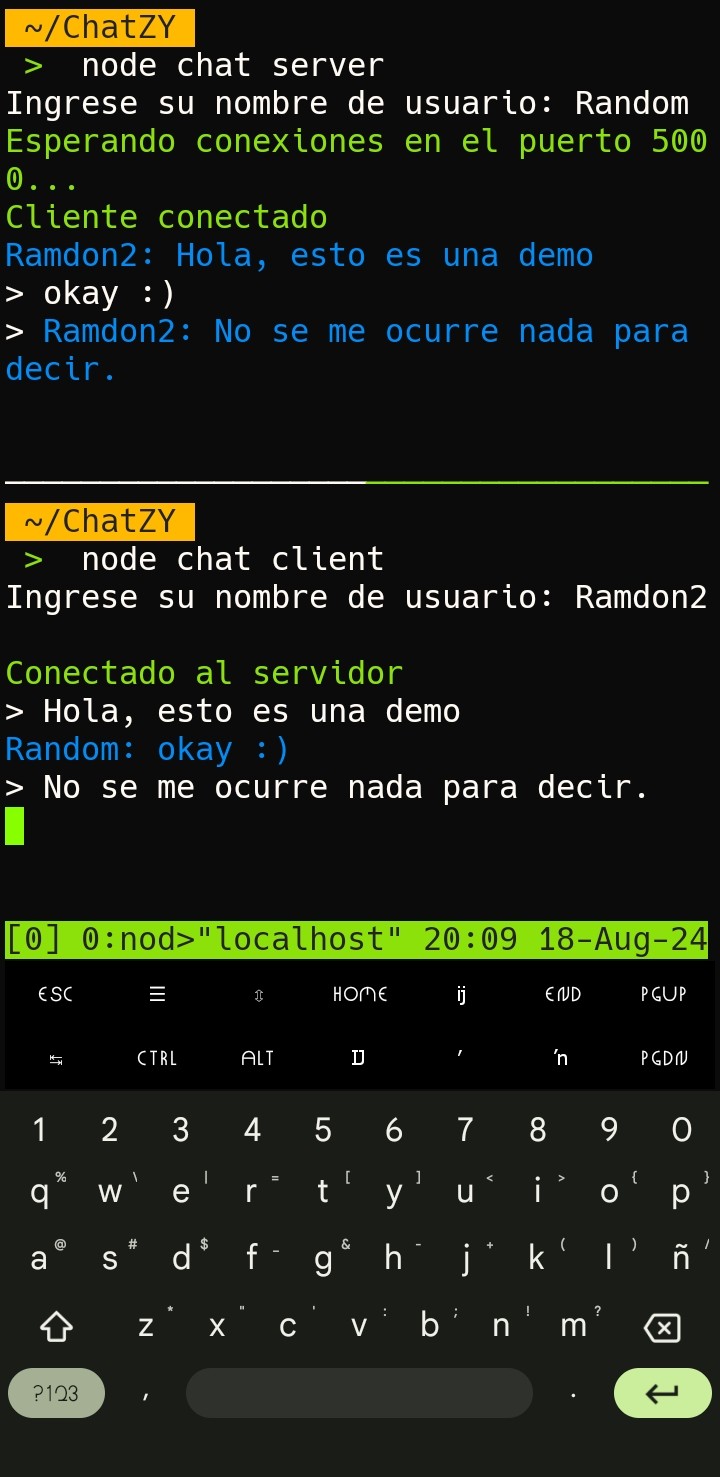 ~/ChatZY
> node chat server
Ingrese su nombre de usuario: Random
Esperando conexiones en el puerto 500
0...
Cliente conectado
Ramdon2: Hola, esto es una demo
> okay :)
> Ramdon2: No se me ocurre nada para
decir.
~/ChatZY
> node chat client
Ingrese su nombre de usuario: Ramdon2
Conectado al servidor
> Hola, esto es una demo
Random: okay :)
> No se me ocurre nada para decir.
[0] 0:nod>"localhost" 20:09 18-Aug-24
ESC ☰ ⇳ HOME ĳ END PGUP
↹ CTRL ALT Ĳ ʼ ŉ PGDN
1 2 3 4 5 6 7 8 9 0
q % w \ e | r = t [ y ] u < i > o { p }
a @ s # d $ f _ g & h - j + k ( l ) ñ /
z * x " c ' v : b ; n ! m ?
?123 , .